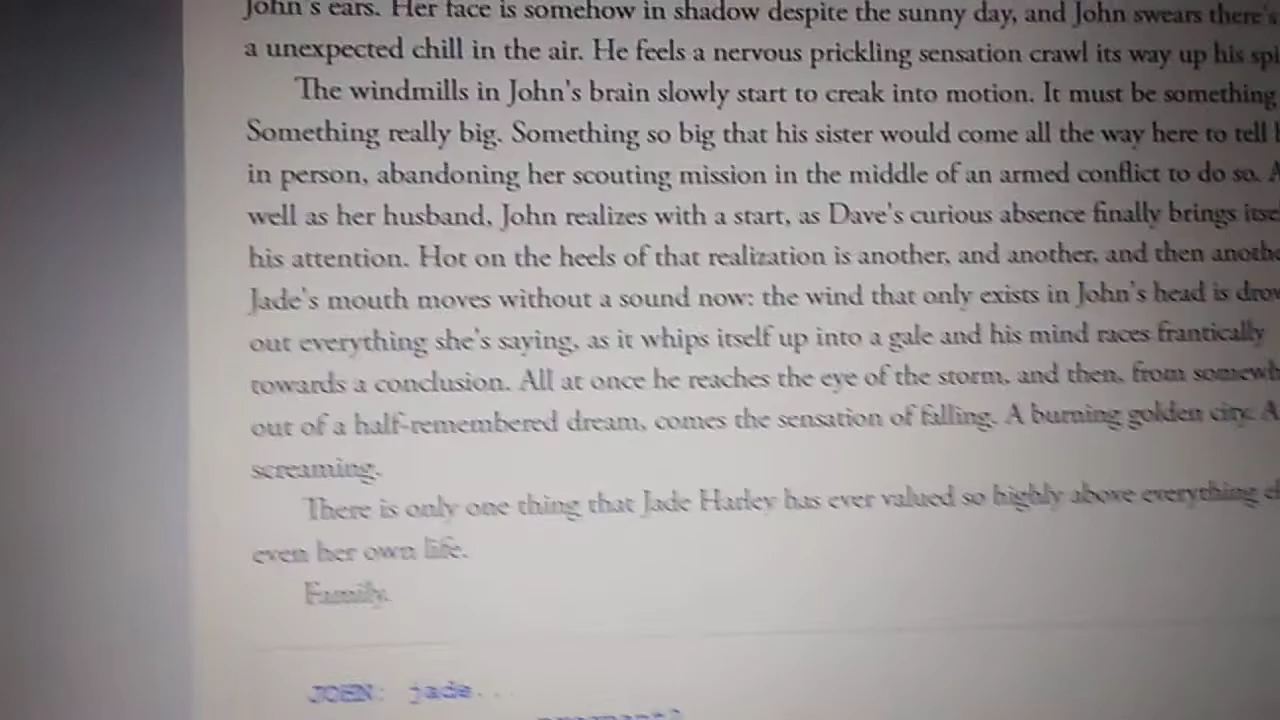 John's ears. Her face is somehow in shadow despite the sunny day, and John swears there's
a unexpected chill in the air. He feels a nervous prickling sensation crawl its way up his
The windmills in John's brain slowly start to creak into motion. It must be something
Something really big. Something so big that his sister would come all the way here to tell
in person, abandoning her scouting mission in the middle of an armed conflict to do so.
well as her husband, John realizes with a start, as Dave's curious absence finally brings
his attention. Hot on the heels of that realization is another, and another, and then
Jade's mouth moves without a sound now: the wind that only exists in John's head is
out everything she's saying, as it whips itself up into a gale and his mind races frantically
towards a conclusion. All at once he reaches the eye of the storm, and then, from
out of a half-remembered dream, comes the sensation of falling. A burning golden city. A
screaming.
There is only one thing that Jade Harley has ever valued so highly above everything
even her own life.
Family.
JOHN: jade...
pregnant?